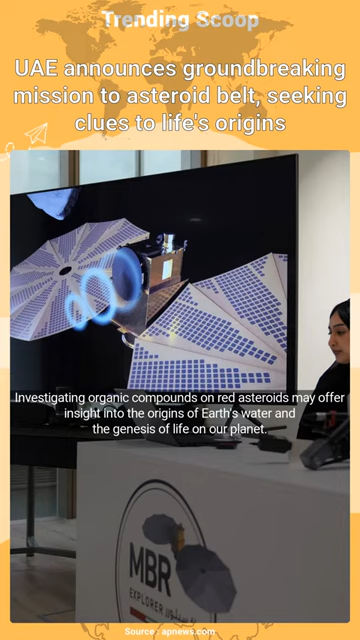 Trending Scoop
UAE announces groundbreaking
mission to asteroid belt, seeking
clues to life's origins
Investigating organic compounds on red asteroids may offer
insight into the origins of Earth's water and
the genesis of life on our planet.
MBR
EXPLORER
Source : apnews.com